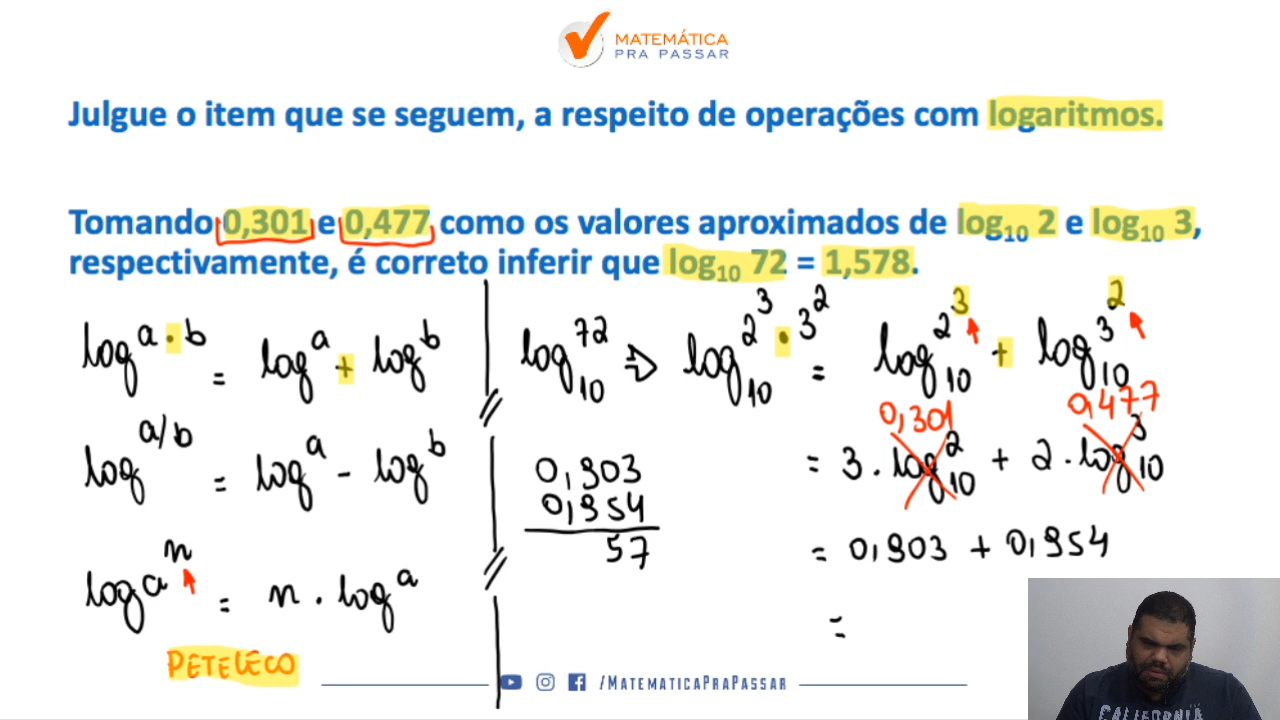 MATEMÁTICA
PRA PASSAR
Julgue o item que se seguem, a respeito de operações com logaritmos.
Tomando 0,301 e 0,477 como os valores aproximados de log₁₀ 2 e log₁₀ 3,
respectivamente, é correto inferir que log₁₀ 72 = 1,578.
log^a · b = log^a + log^b
log^a/b = log^a - log^b
log a^n = n · log^a
PETELECO
log₁₀^72 => log₁₀^2^3 · 3^2 = log₁₀^2^3 + log₁₀^3^2
0,301 0,477
= 3 · log₁₀^2 + 2 · log₁₀^3
= 0,903 + 0,954
=
0,903
0,954
57
/MATEMATICAPRAPASSAR
CALIFORNIA